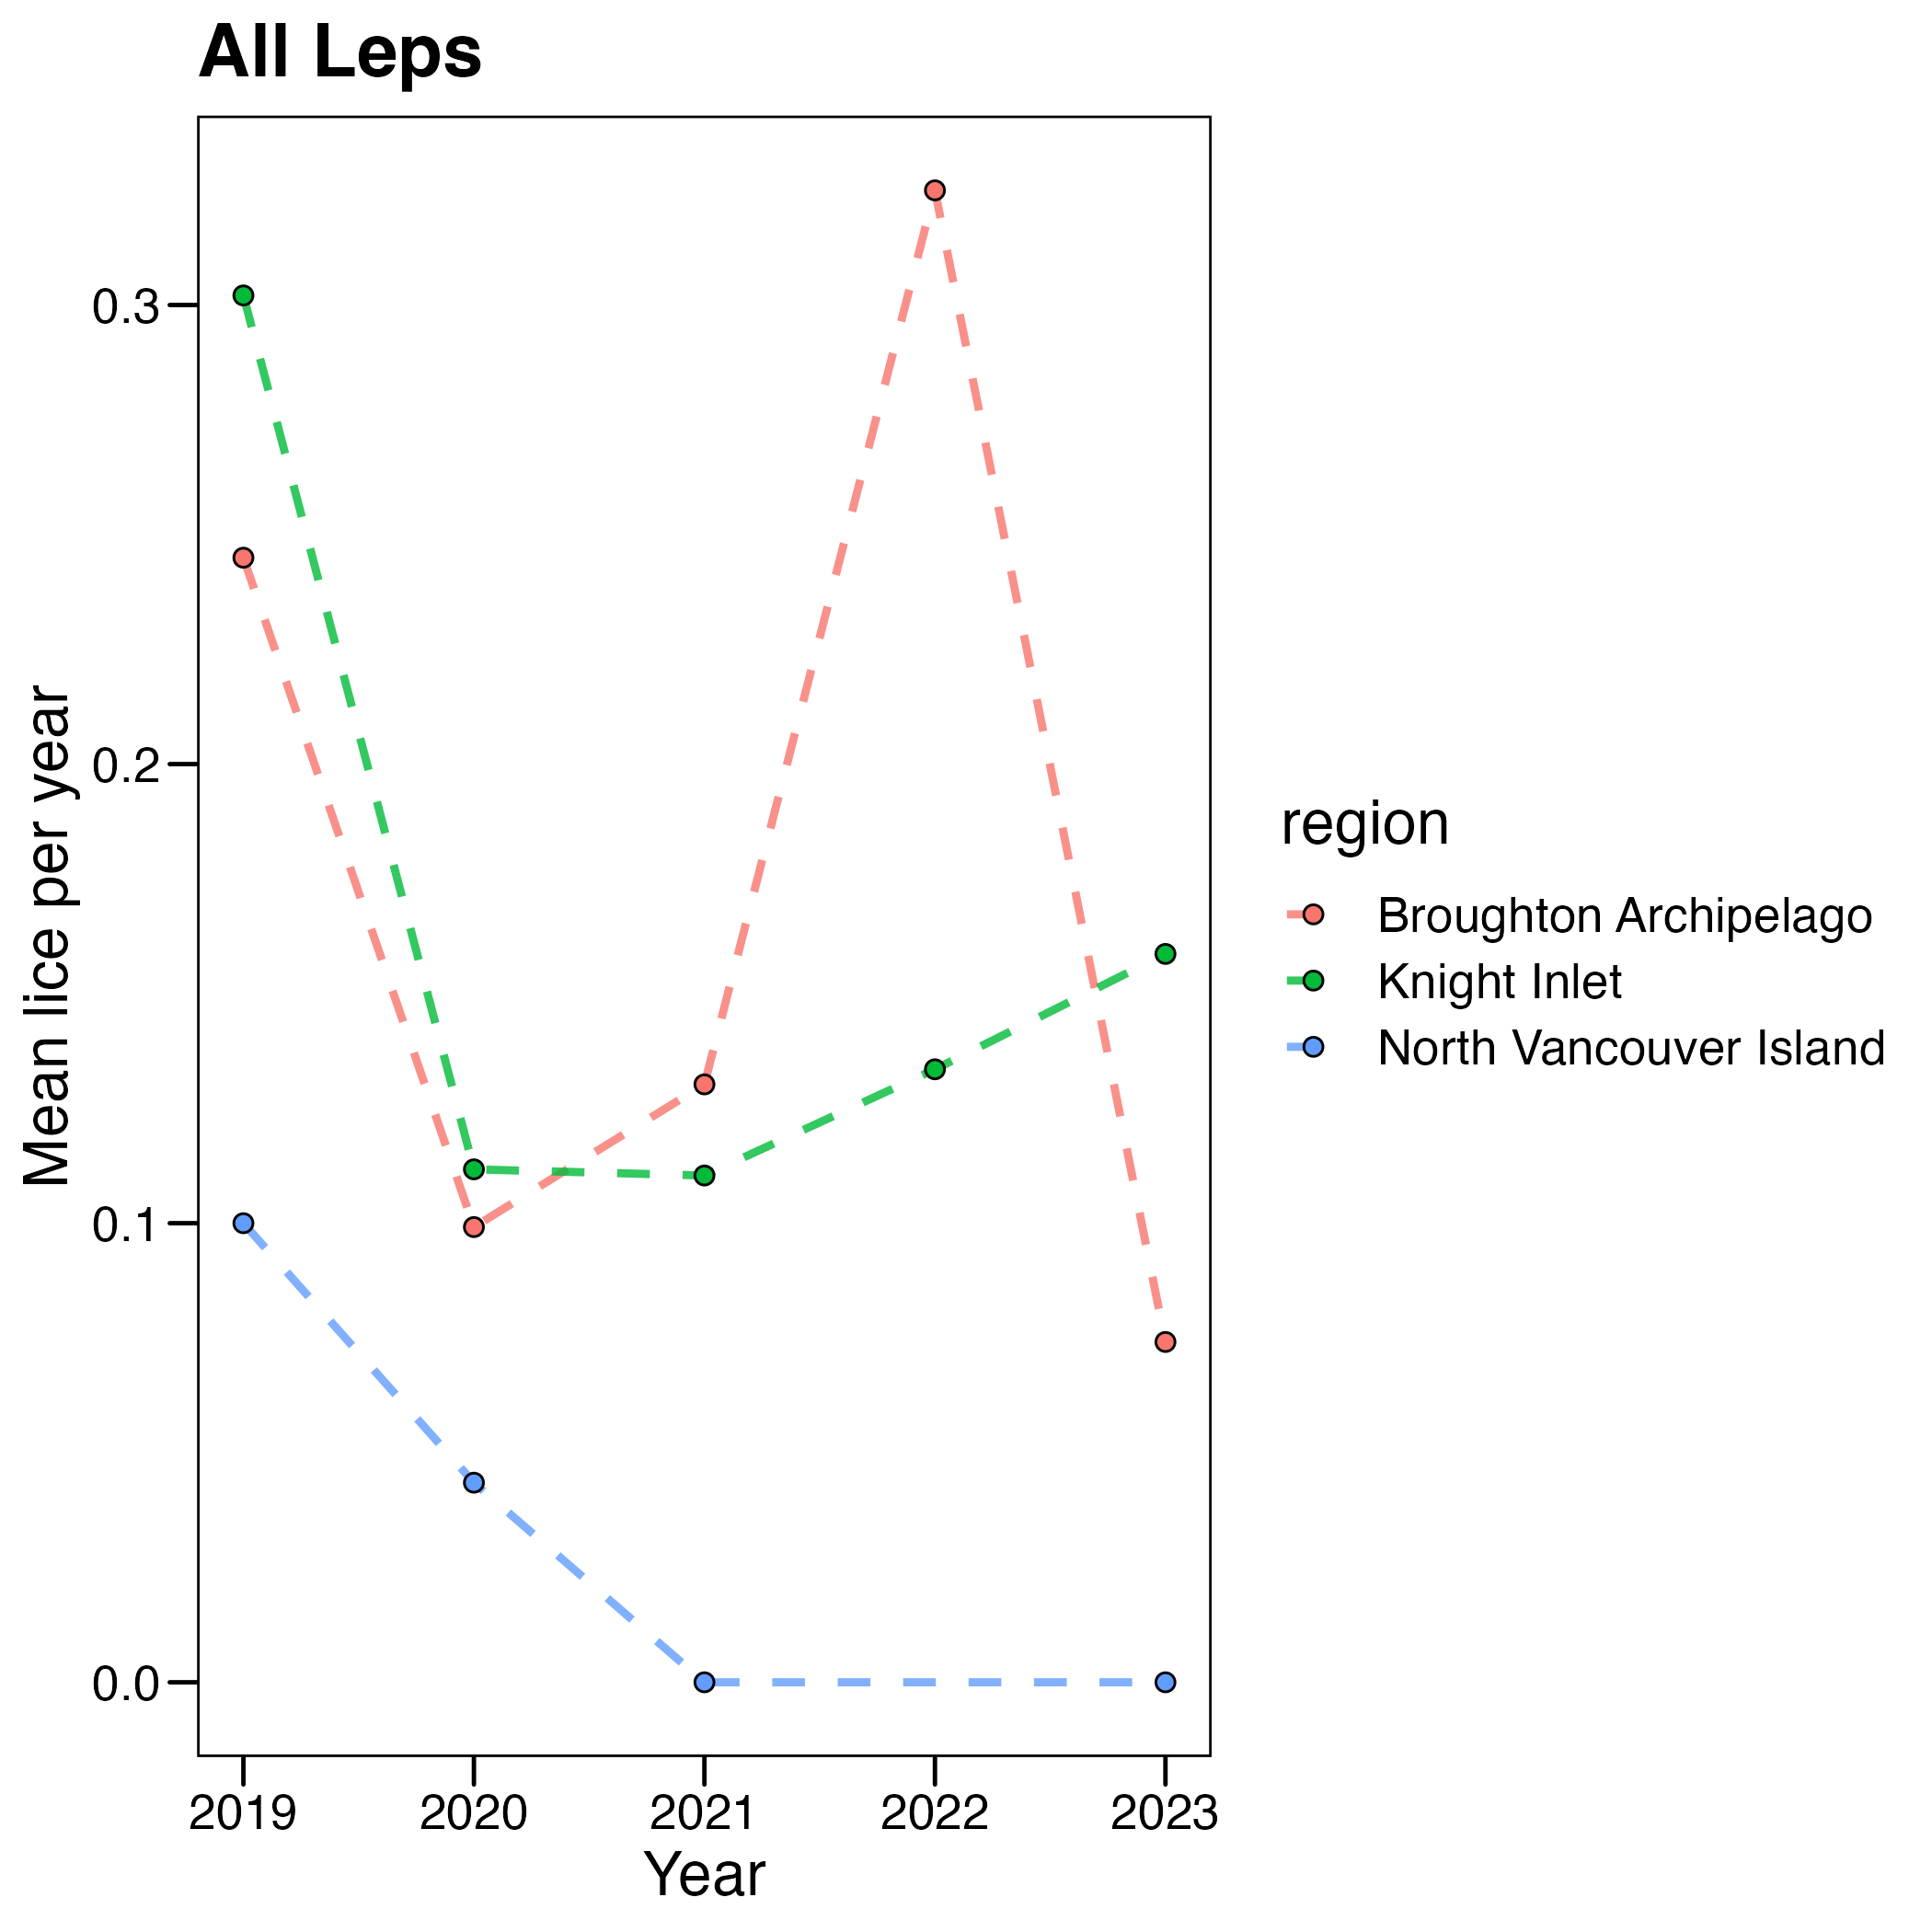 All Leps
Mean lice per year
0.3
0.2
0.1
0.0
2019 2020 2021 2022 2023
Year
region
Broughton Archipelago
Knight Inlet
North Vancouver Island